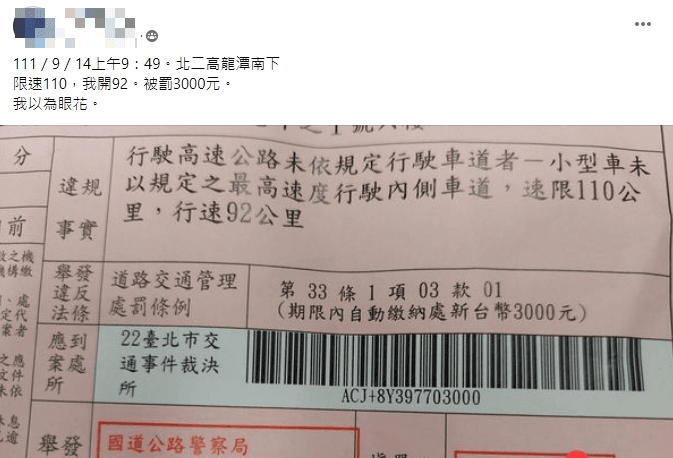 111 / 9 / 14上午9：49。北二高龍潭南下
限速110，我開92。被罰3000元。
我以為眼花。
分
行駛高速公路未依規定行駛車道者－小型車未
違規
以規定之最高速度行駛內側車道，速限110公
前
事實
里，行速92公里
舉發
違反
法條
道路交通管理
處罰條例
第 33 條 1 項 03 款 01
(期限內自動繳納處新台幣3000元)
應到
案處
所
22臺北市交
通事件裁決
所
ACJ+8Y397703000
舉發
國道公路警察局